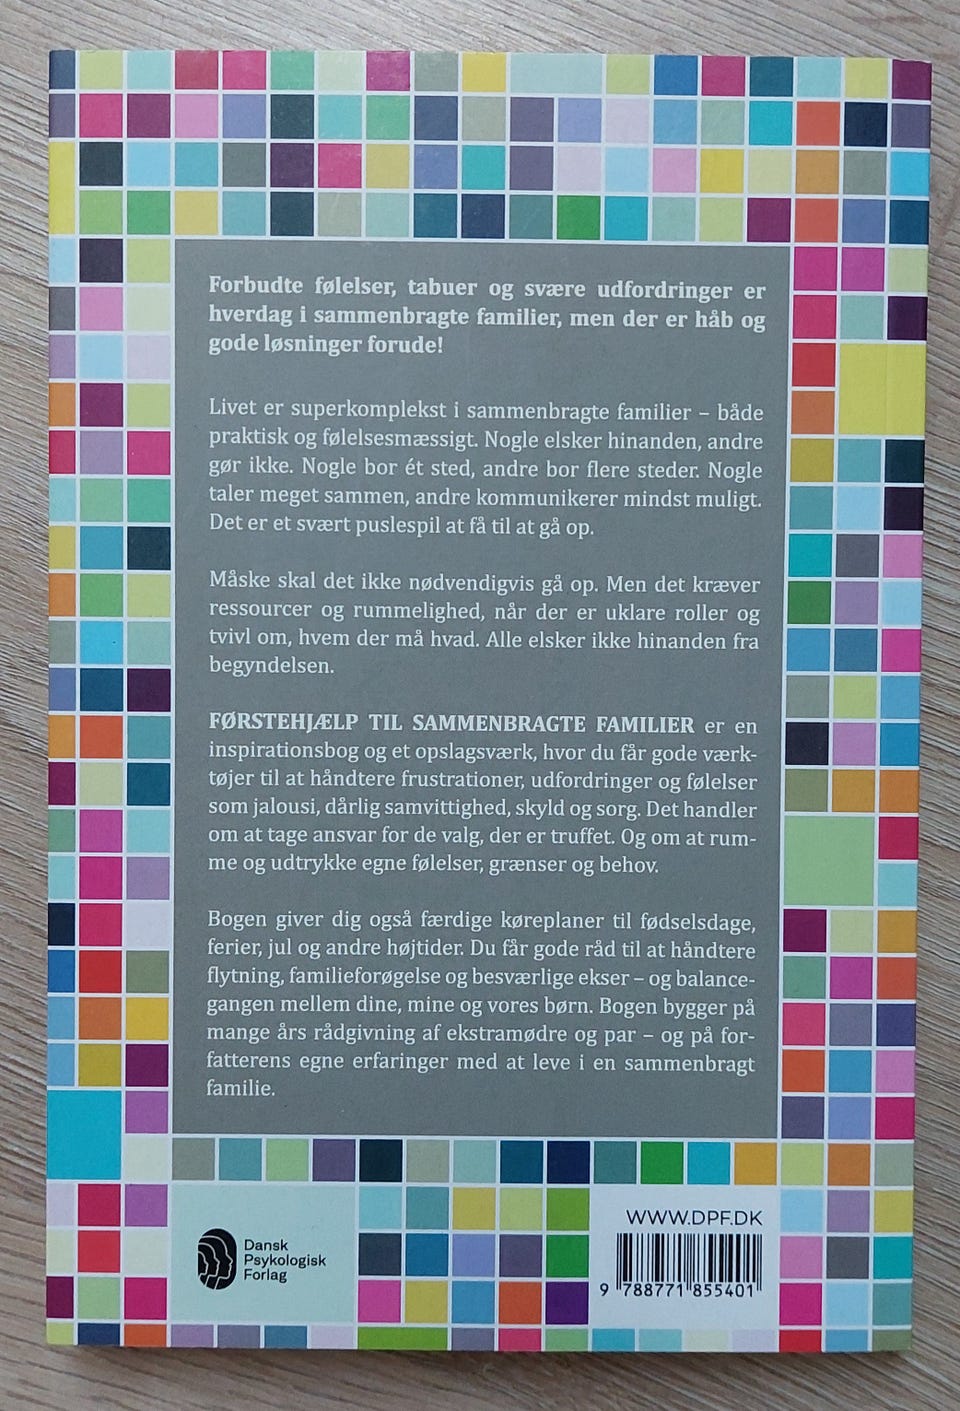 Forbudte følelser, tabuer og svære udfordringer er
hverdag i sammenbragte familier, men der er håb og
gode løsninger forude!
Livet er superkomplekst i sammenbragte familier – både
praktisk og følelsesmæssigt. Nogle elsker hinanden, andre
gør ikke. Nogle bor ét sted, andre bor flere steder. Nogle
taler meget sammen, andre kommunikerer mindst muligt.
Det er et svært puslespil at få til at gå op.
Måske skal det ikke nødvendigvis gå op. Men det kræver
ressourcer og rummelighed, når der er uklare roller og
tvivl om, hvem der må hvad. Alle elsker ikke hinanden fra
begyndelsen.
FØRSTEHJÆLP TIL SAMMENBRAGTE FAMILIER er en
inspirationsbog og et opslagsværk, hvor du får gode værk-
tøjer til at håndtere frustrationer, udfordringer og følelser
som jalousi, dårlig samvittighed, skyld og sorg. Det handler
om at tage ansvar for de valg, der er truffet. Og om at rum-
me og udtrykke egne følelser, grænser og behov.
Bogen giver dig også færdige køreplaner til fødselsdage,
ferier, jul og andre højtider. Du får gode råd til at håndtere
flytning, familieforøgelse og besværlige ekser – og balance-
gangen mellem dine, mine og vores børn. Bogen bygger på
mange års rådgivning af ekstramødre og par – og på for-
fatterens egne erfaringer med at leve i en sammenbragt
familie.
Dansk
Psykologisk
Forlag
WWW.DPF.DK
9 788771 855401